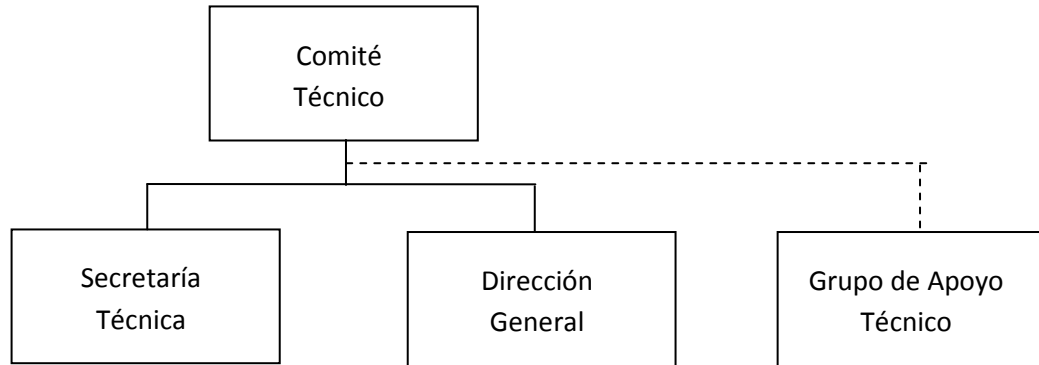 Comité
Técnico
Secretaría
Técnica
Dirección
General
Grupo de Apoyo
Técnico